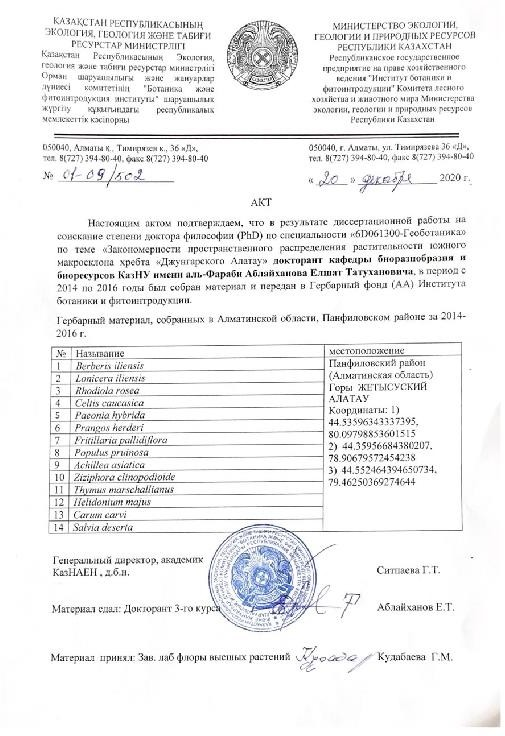 ҚАЗАҚСТАН РЕСПУБЛИКАСЫНЫҢ
ЭКОЛОГИЯ, ГЕОЛОГИЯ ЖӘНЕ ТАБИҒИ
РЕСУРСТАР МИНИСТРЛІГІ
Қазақстан Республикасының Экология,
геология және табиғи ресурстар министрлігі
Орман шаруашылығы және жануарлар
дүниесі комитетінің "Ботаника және
фитоинтродукция институты" шаруашылық
жүргізу құқығындағы республикалық
мемлекеттік кәсіпорны
МИНИСТЕРСТВО ЭКОЛОГИИ,
ГЕОЛОГИИ И ПРИРОДНЫХ РЕСУРСОВ
РЕСПУБЛИКИ КАЗАХСТАН
Республиканское государственное
предприятие на праве хозяйственного
ведения "Институт ботаники и
фитоинтродукции" Комитета лесного
хозяйства и животного мира Министерства
экологии, геологии и природных ресурсов
Республики Казахстан
050040, Алматы қ., Тимирязев к., 36 «Д»,
тел. 8(727) 394-80-40, факс 8(727) 394-80-40
050040, г. Алматы, ул. Тимирязева 36 «Д»,
тел. 8(727) 394-80-40, факс 8(727) 394-80-40
№ 01-09/502
« 20 » декабря 2020 г.
АКТ
Настоящим актом подтверждаем, что в результате диссертационной работы на
соискание степени доктора философии (PhD) по специальности «6D061300-Геоботаника»
по теме «Закономерности пространственного распределения растительности южного
макросклона хребта «Джунгарского Алатау» докторант кафедры биоразнобразия и
биоресурсов КазНУ имени аль-Фараби Абляйханова Елшат Татухановича, в период с
2014 по 2016 годы был собран материал и передан в Гербарный фонд (АА) Института
ботаники и фитоинтродукции.
Гербарный материал, собранных в Алматинской области, Панфиловском районе за 2014-
2016 г.
№ Называние местоположение
1 Berberis iliensis
2 Lonicera iliensis
3 Rhodiola rosea
4 Celtis caucasica
5 Paeonia hybrida
6 Prangos herderi
7 Fritillaria pallidiflora
8 Populus pruinosa
9 Achillea asiatica
10 Ziziphora clinopodioide
11 Thymus marschallianus
12 Helidonium majus
13 Carum carvi
14 Salvia deserta
Панфиловский район
(Алматинская область)
Горы ЖЕТЫСУСКИЙ
АЛАТАУ
Координаты: 1)
44.53596343337395,
80.09798853601515
2) 44.35956684380207,
78.90679572454238
3) 44.552464394650734,
79.46250369274644
Генеральный директор, академик
КазНАЕН , д.б.н. Ситпаева Г.Т.
Материал сдал: Докторант 3-го курса Аблайханов Е.Т.
Материал принял: Зав. лаб флоры высших растений Кудабаева Г.М.